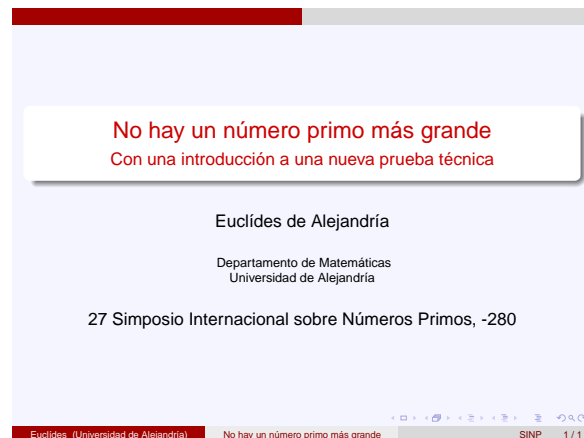 No hay un número primo más grande
Con una introducción a una nueva prueba técnica
Euclídes de Alejandría
Departamento de Matemáticas
Universidad de Alejandría
27 Simposio Internacional sobre Números Primos, -280
Euclídes (Universidad de Alejandría) No hay un número primo más grande SINP 1 / 1